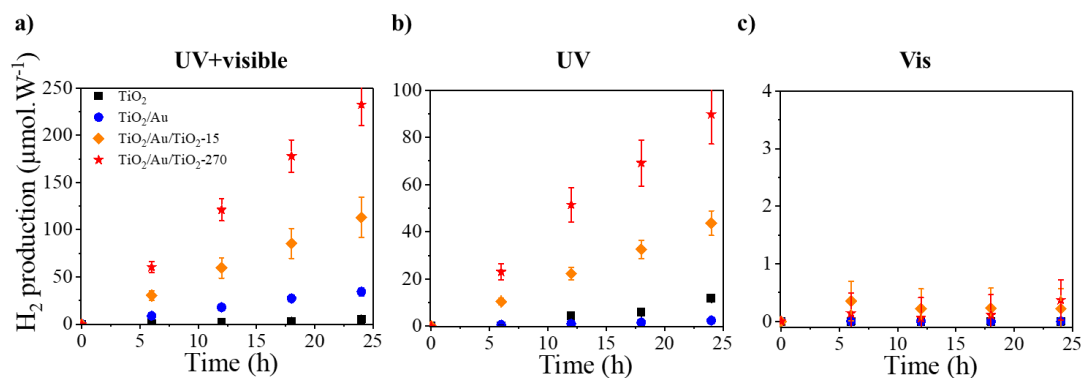 a)
UV+visible
H₂ production (μmol.W⁻¹)
250
200
150
100
50
0
TiO₂
TiO₂/Au
TiO₂/Au/TiO₂-15
TiO₂/Au/TiO₂-270
0 5 10 15 20 25
Time (h)
b)
UV
100
80
60
40
20
0
0 5 10 15 20 25
Time (h)
c)
Vis
4
3
2
1
0
0 5 10 15 20 25
Time (h)